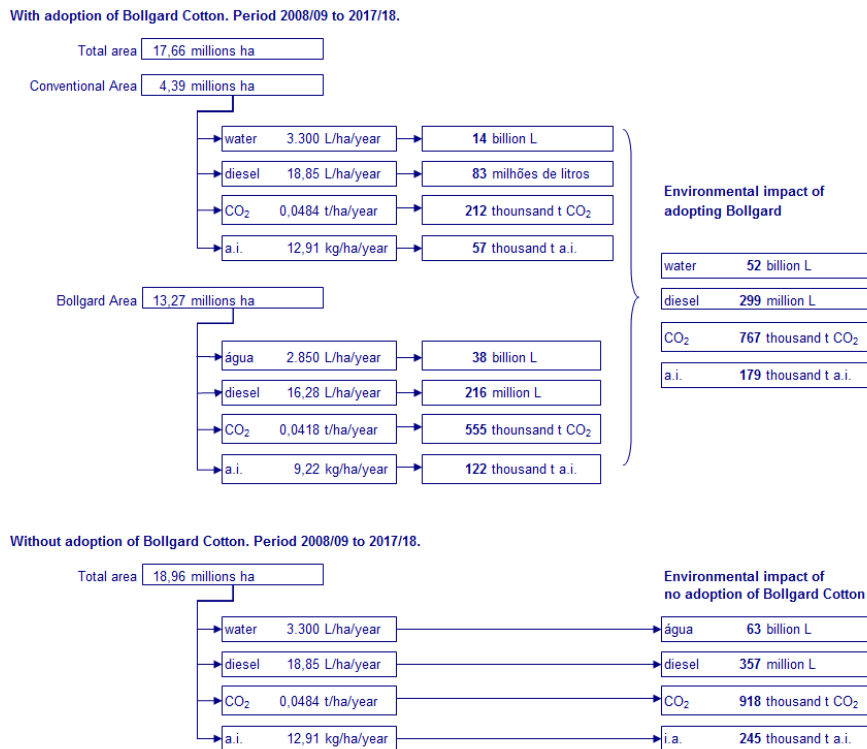 With adoption of Bollgard Cotton. Period 2008/09 to 2017/18.
Total area 17,66 millions ha
Conventional Area 4,39 millions ha
water 3.300 L/ha/year 14 billion L
diesel 18,85 L/ha/year 83 milhões de litros
CO₂ 0,0484 t/ha/year 212 thounsand t CO₂
a.i. 12,91 kg/ha/year 57 thousand t a.i.
Bollgard Area 13,27 millions ha
água 2.850 L/ha/year 38 billion L
diesel 16,28 L/ha/year 216 million L
CO₂ 0,0418 t/ha/year 555 thounsand t CO₂
a.i. 9,22 kg/ha/year 122 thousand t a.i.
Environmental impact of
adopting Bollgard
water 52 billion L
diesel 299 million L
CO₂ 767 thousand t CO₂
a.i. 179 thousand t a.i.
Without adoption of Bollgard Cotton. Period 2008/09 to 2017/18.
Total area 18,96 millions ha
Environmental impact of
no adoption of Bollgard Cotton
water 3.300 L/ha/year água 63 billion L
diesel 18,85 L/ha/year diesel 357 million L
CO₂ 0,0484 t/ha/year CO₂ 918 thousand t CO₂
a.i. 12,91 kg/ha/year i.a. 245 thousand t a.i.